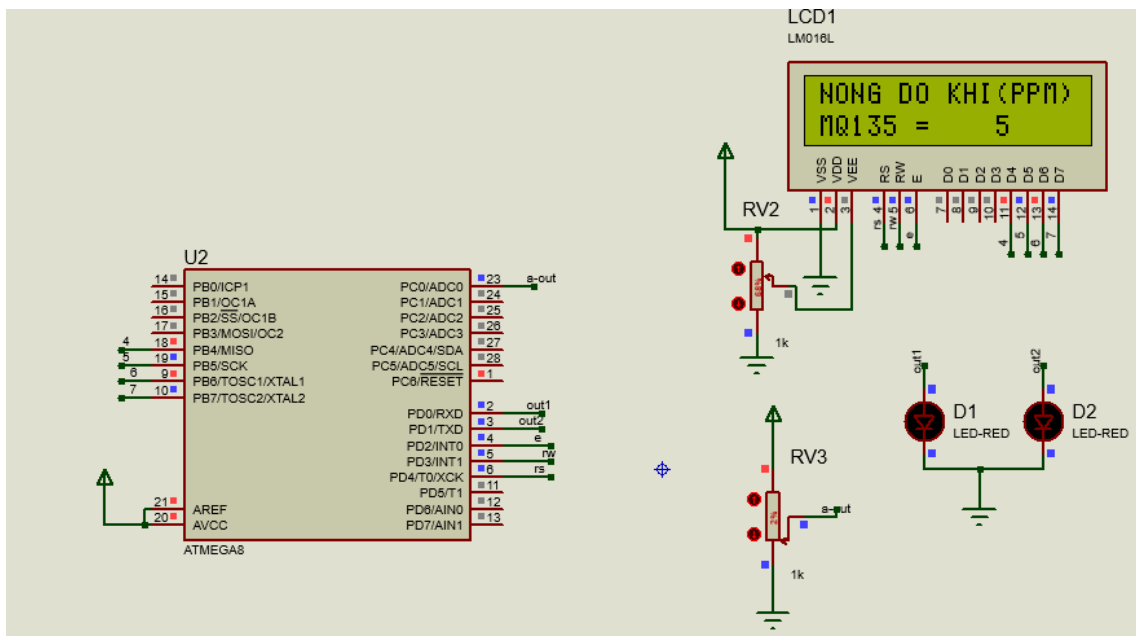 LCD1
LM016L
NONG DO KHI(PPM)
MQ135 = 5
VSS
VDD
VEE
RS
RW
E
D0
D1
D2
D3
D4
D5
D6
D7
1
2
3
4
5
6
7
8
9
10
11
12
13
14
rs
rw
e
4
5
6
7
RV2
68%
1k
U2
14 PB0/ICP1
15 PB1/OC1A
16 PB2/SS/OC1B
17 PB3/MOSI/OC2
4 18 PB4/MISO
5 19 PB5/SCK
6 9 PB6/TOSC1/XTAL1
7 10 PB7/TOSC2/XTAL2
21 AREF
20 AVCC
PC0/ADC0 23 a-out
PC1/ADC1 24
PC2/ADC2 25
PC3/ADC3 26
PC4/ADC4/SDA 27
PC5/ADC5/SCL 28
PC6/RESET 1
PD0/RXD 2 out1
PD1/TXD 3 out2
PD2/INT0 4 e
PD3/INT1 5 rw
PD4/T0/XCK 6 rs
PD5/T1 11
PD6/AIN0 12
PD7/AIN1 13
ATMEGA8
RV3
2%
a-out
1k
out1
out2
D1
LED-RED
D2
LED-RED